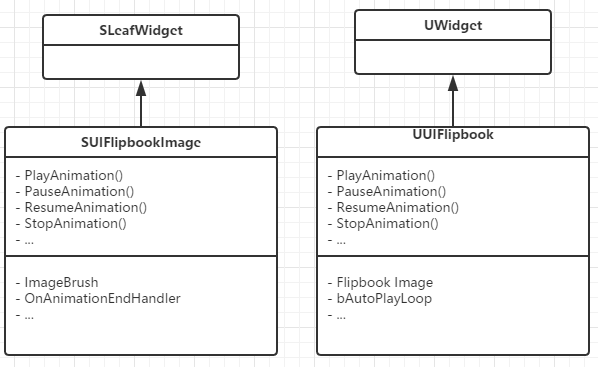 SLeafWidget
SUIFlipbookImage
- PlayAnimation()
- PauseAnimation()
- ResumeAnimation()
- StopAnimation()
- ...
- ImageBrush
- OnAnimationEndHandler
- ...
UWidget
UUIFlipbook
- PlayAnimation()
- PauseAnimation()
- ResumeAnimation()
- StopAnimation()
- ...
- Flipbook Image
- bAutoPlayLoop
- ...